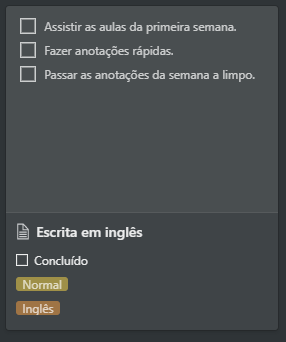 Assistir as aulas da primeira semana.
Fazer anotações rápidas.
Passar as anotações da semana a limpo.
Escrita em inglês
Concluído
Normal
Inglês